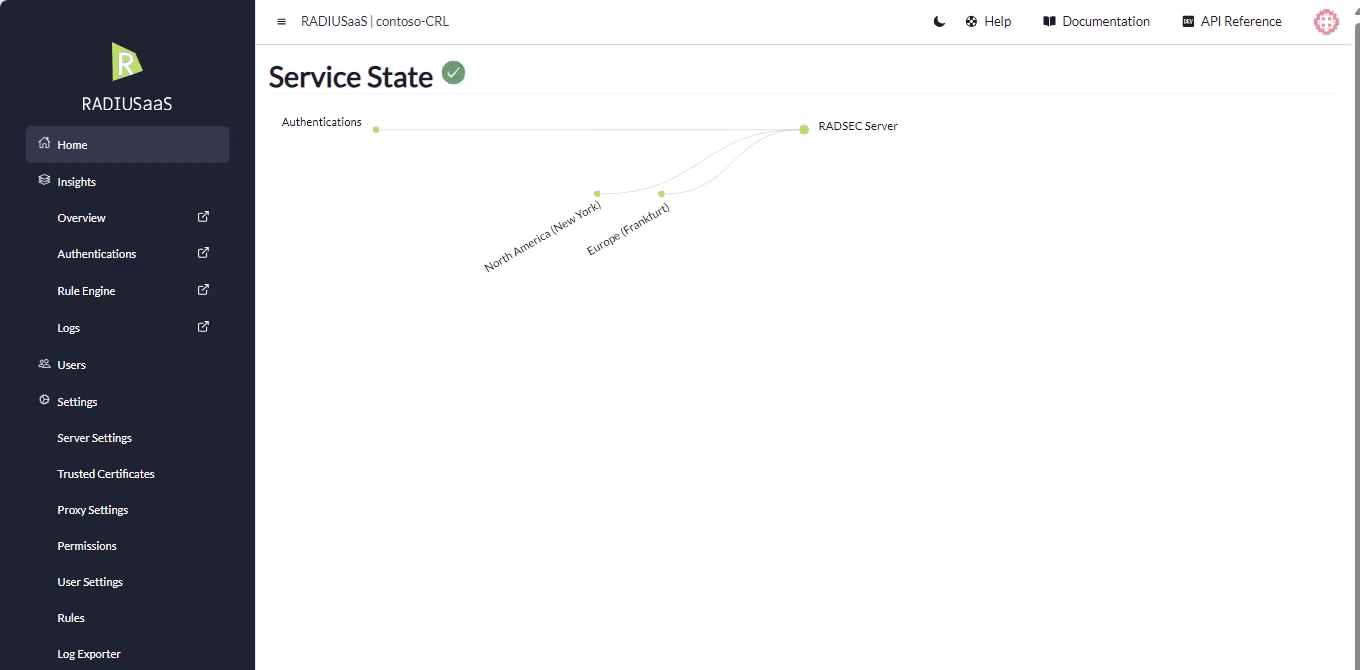 RADIUSaaS | contoso-CRL
Help
Documentation
DEV
API Reference
R
RADIUSaaS
Home
Insights
Overview
Authentications
Rule Engine
Logs
Users
Settings
Server Settings
Trusted Certificates
Proxy Settings
Permissions
User Settings
Rules
Log Exporter
Service State
Authentications
RADSEC Server
North America (New York)
Europe (Frankfurt)